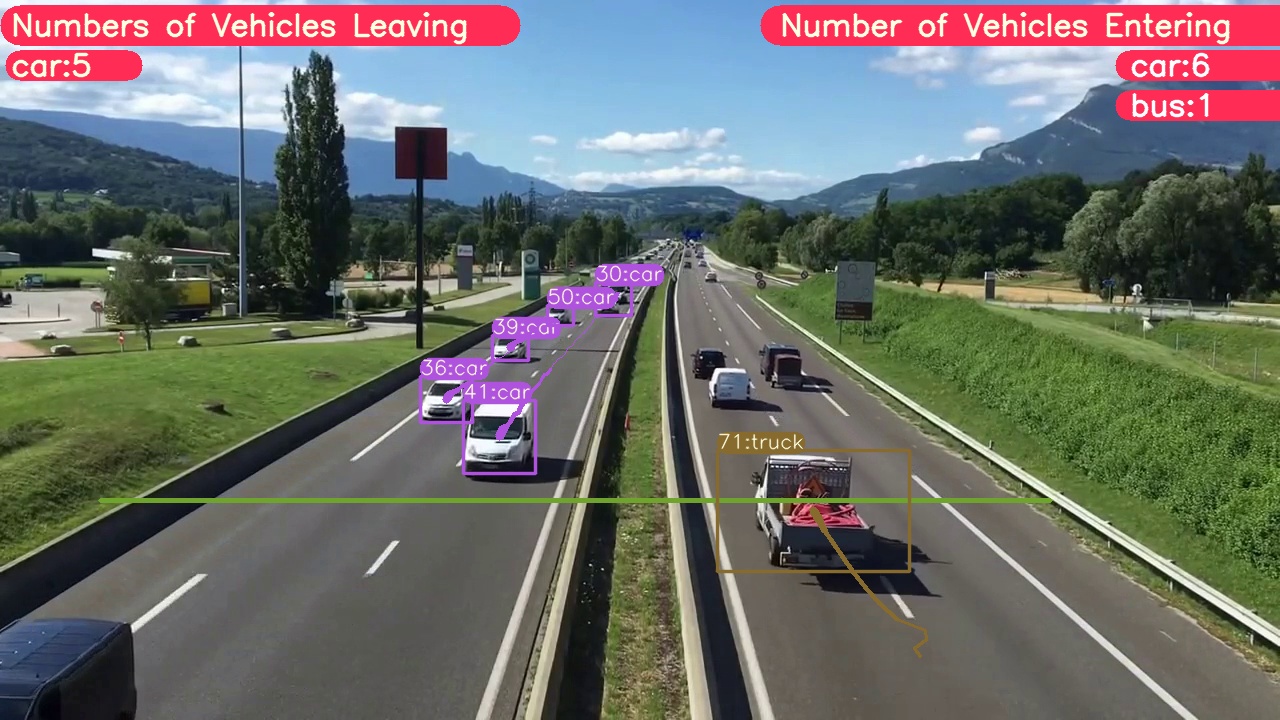 Numbers of Vehicles Leaving
Number of Vehicles Entering
car:5
car:6
bus:1
30:car
50:car
39:car
36:car
41:car
71:truck